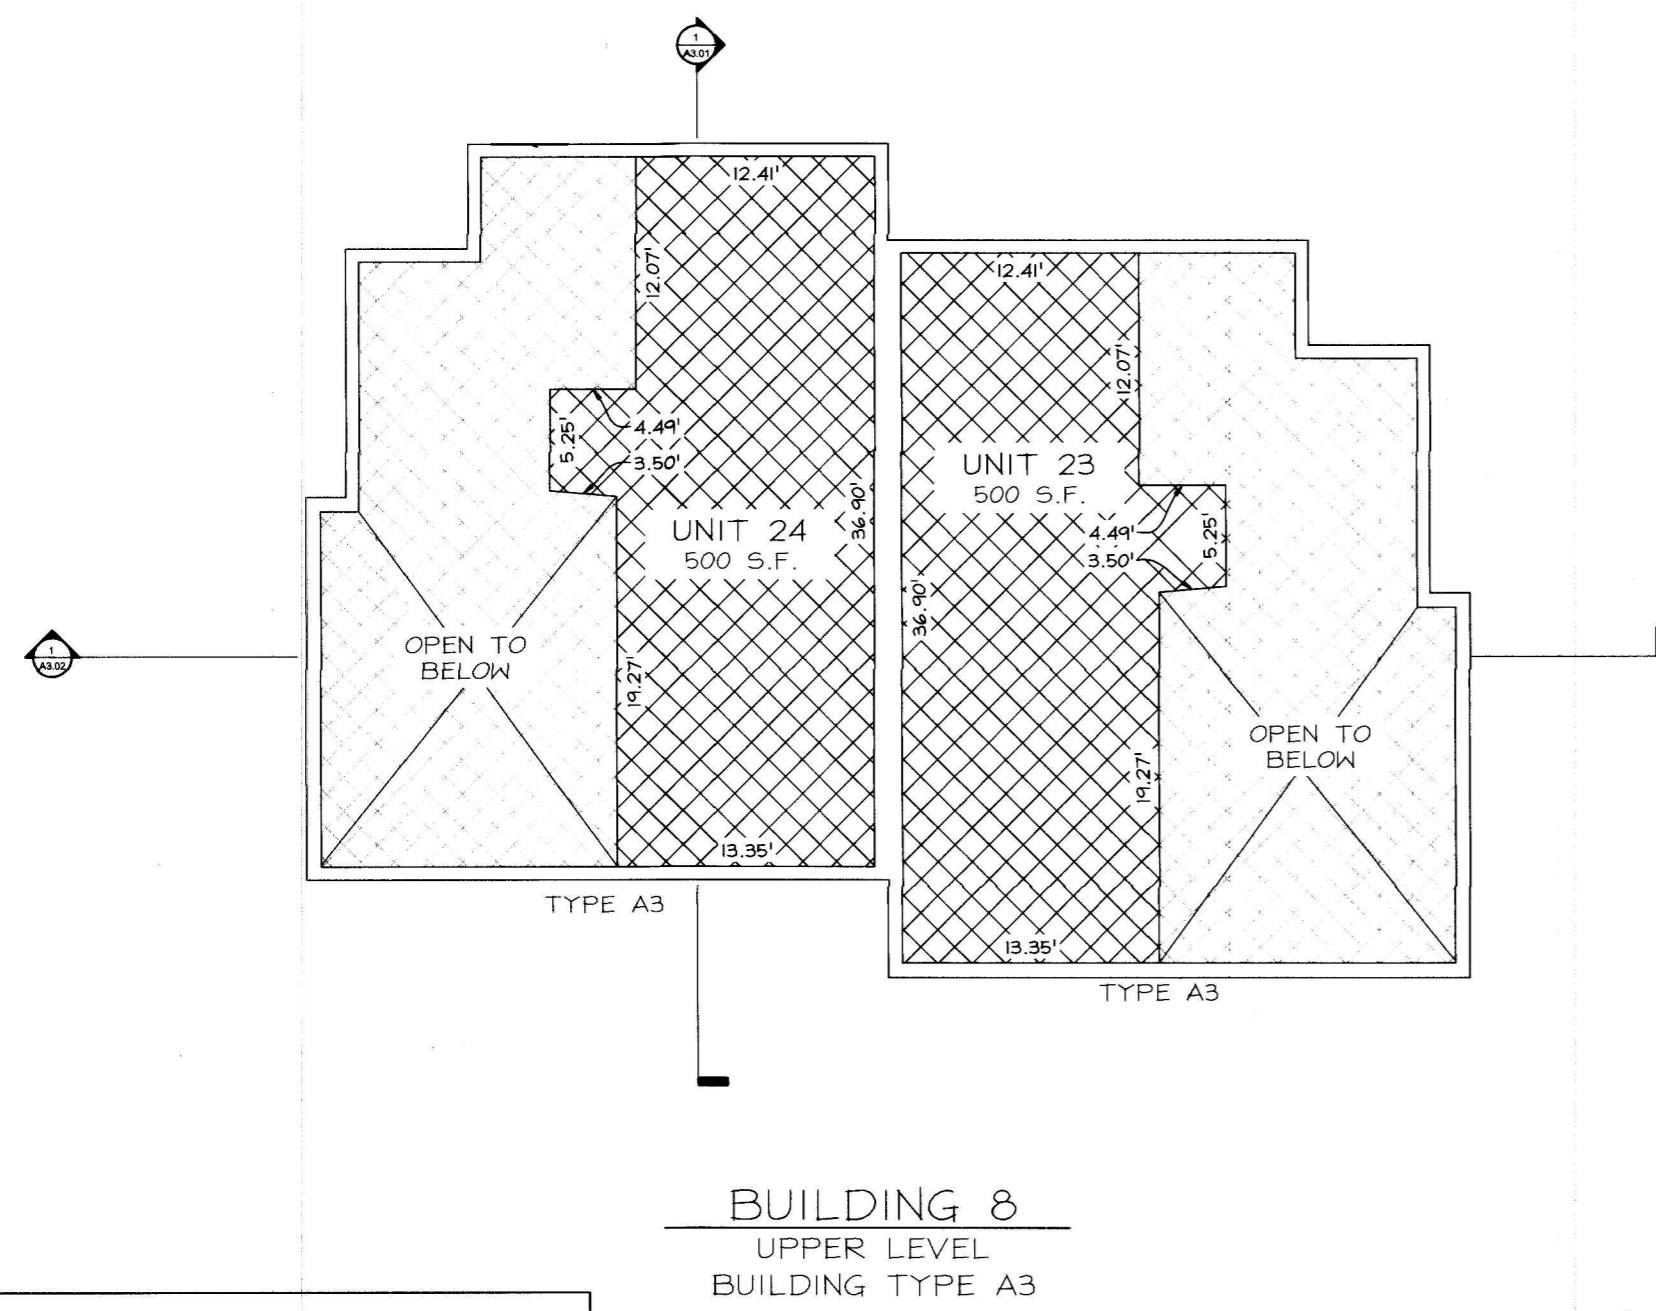 1
A3.01
12.41'
12.07'
4.49'
5.25'
3.50'
UNIT 24
500 S.F.
36.90'
19.27'
13.35'
OPEN TO
BELOW
TYPE A3
1
A3.02
12.41'
12.07'
UNIT 23
500 S.F.
4.49'
5.25'
3.50'
36.90'
19.27'
13.35'
OPEN TO
BELOW
TYPE A3
BUILDING 8
UPPER LEVEL
BUILDING TYPE A3